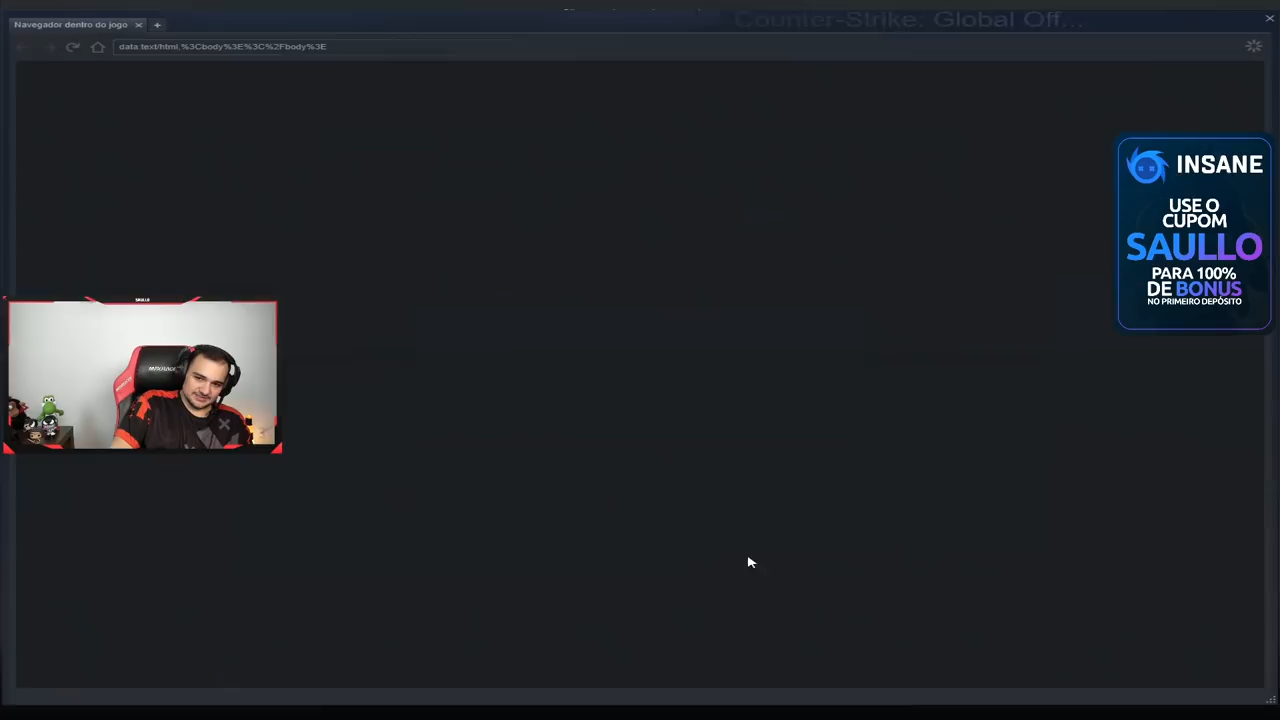 Counter-Strike: Global Off...
Navegador dentro do jogo
data:text/html,%3Cbody%3E%3C%2Fbody%3E
INSANE
USE O
CUPOM
SAULLO
PARA 100%
DE BONUS
NO PRIMEIRO DEPÓSITO
SAULLO